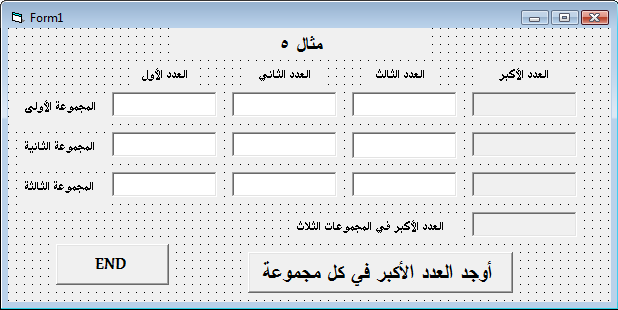 Form1
مثال ٥
العدد الأول العدد الثاني العدد الثالث العدد الأكبر
المجموعة الأولى
المجموعة الثانية
المجموعة الثالثة
العدد الأكبر في المجموعات الثلاث
END
أوجد العدد الأكبر في كل مجموعة